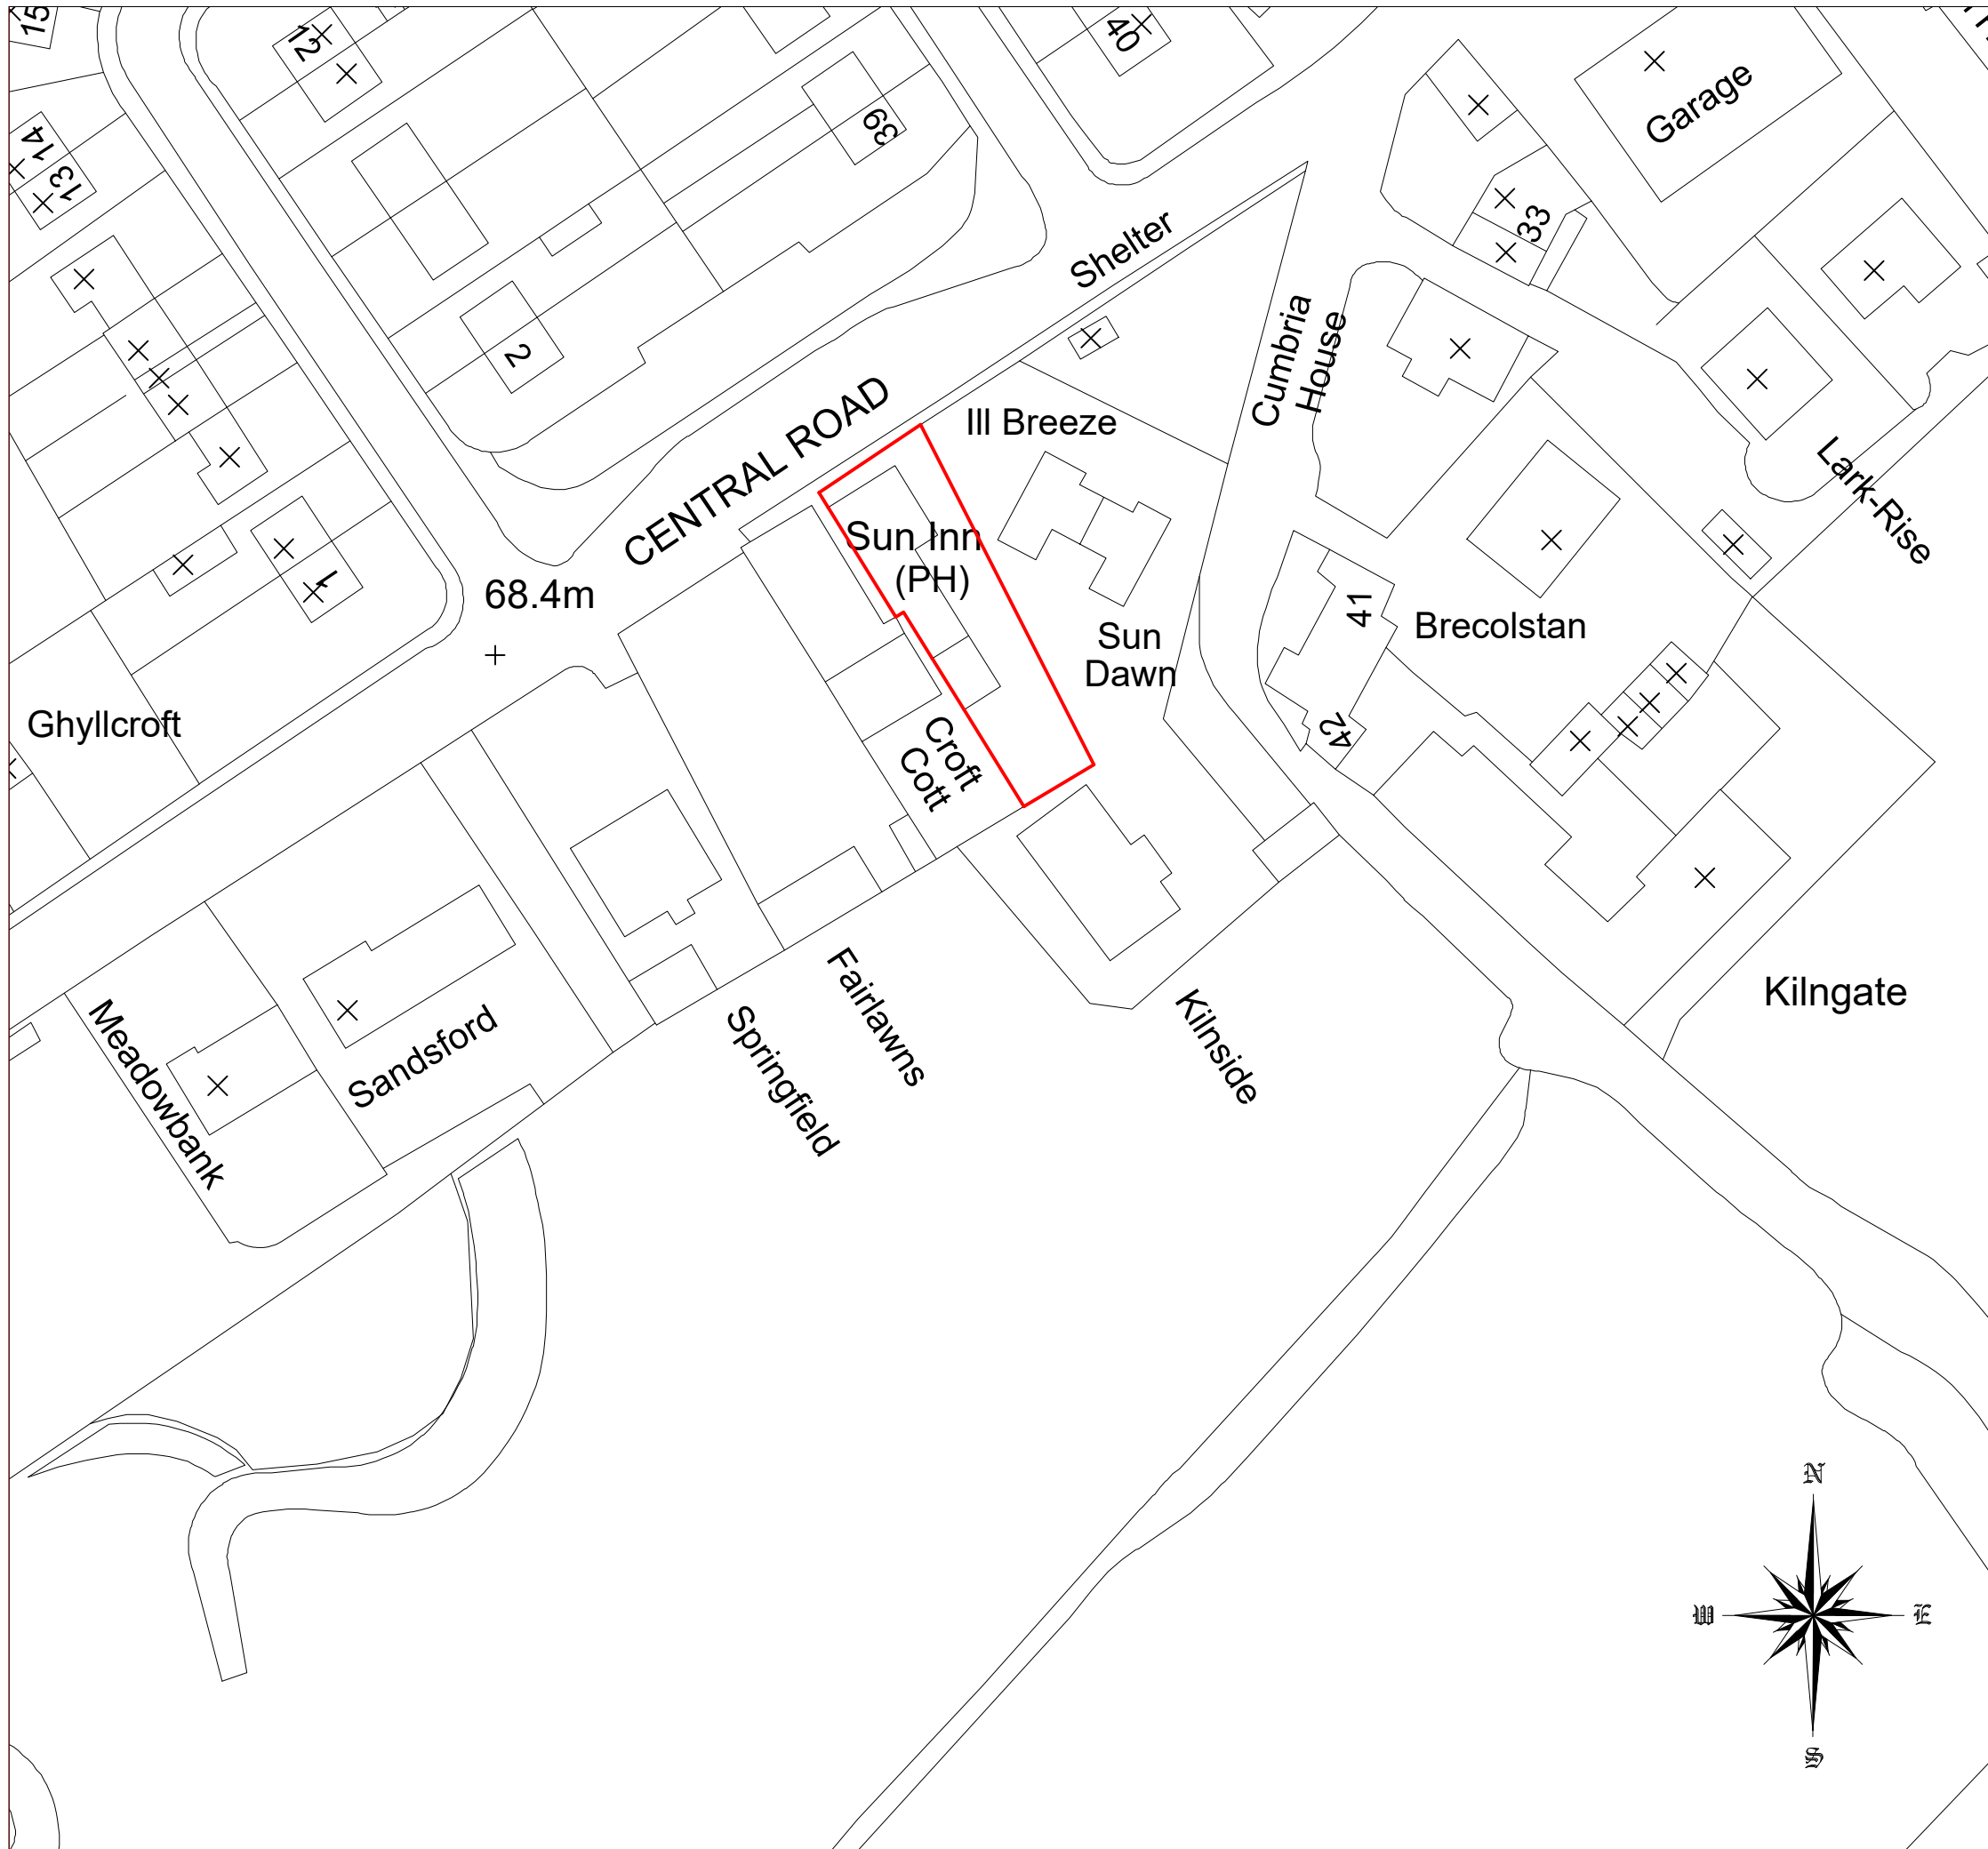 15
12
40
39
Garage
14
13
33
Shelter
2
Cumbria
House
CENTRAL ROAD
Ill Breeze
Lark-Rise
Sun Inn
(PH)
68.4m
1
41
Brecolstan
Sun
Dawn
Ghyllcroft
42
Croft
Cott
Fairlawns
Kilngate
Meadowbank
Sandsford
Springfield
Kilnside
N
W
E
S